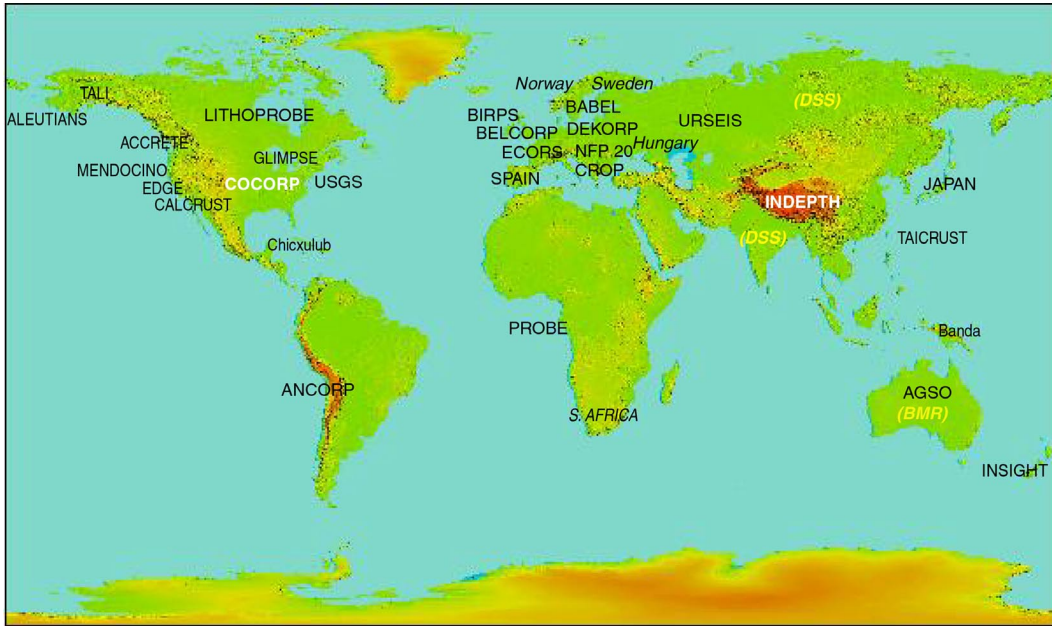 Norway Sweden
(DSS)
TALI
BIRPS
BABEL
ALEUTIANS
LITHOPROBE
URSEIS
BELCORP
DEKORP
ACCRETE
Hungary
ECORS
NFP 20
GLIMPSE
MENDOCINO
CROP
EDGE
COCORP
USGS
SPAIN
JAPAN
CALCRUST
INDEPTH
(DSS)
TAICRUST
Chicxulub
PROBE
Banda
ANCORP
AGSO
S. AFRICA
(BMR)
INSIGHT